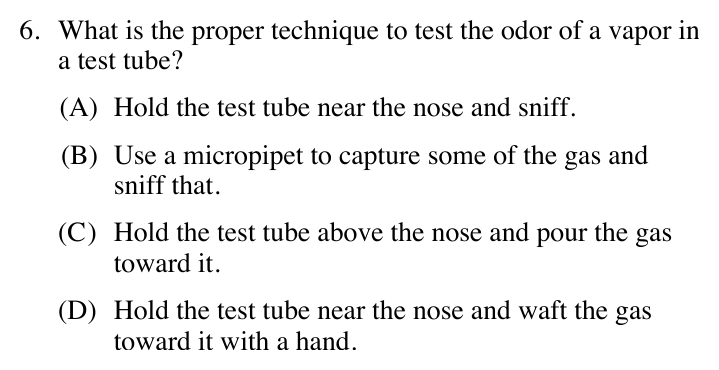 6. What is the proper technique to test the odor of a vapor in
a test tube?
(A) Hold the test tube near the nose and sniff.
(B) Use a micropipet to capture some of the gas and
sniff that.
(C) Hold the test tube above the nose and pour the gas
toward it.
(D) Hold the test tube near the nose and waft the gas
toward it with a hand.